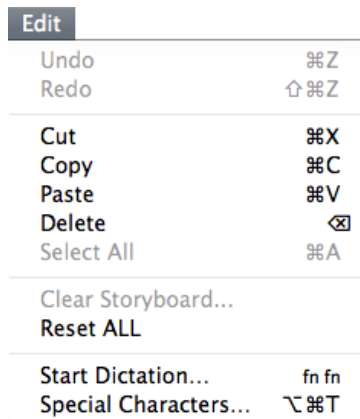 Edit
Undo ⌘Z
Redo ⇧⌘Z
Cut ⌘X
Copy ⌘C
Paste ⌘V
Delete ⌫
Select All ⌘A
Clear Storyboard...
Reset ALL
Start Dictation... fn fn
Special Characters... ⌥⌘T